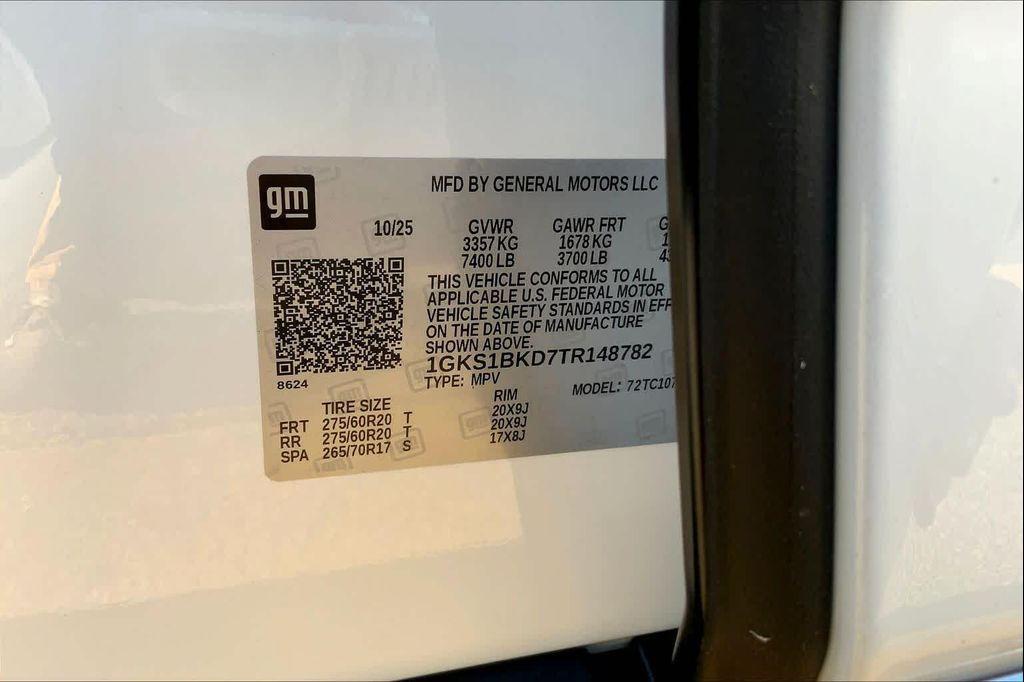 gm
MFD BY GENERAL MOTORS LLC
10/25 GVWR GAWR FRT G
3357 KG 1678 KG 1
7400 LB 3700 LB 43
THIS VEHICLE CONFORMS TO ALL
APPLICABLE U.S. FEDERAL MOTOR
VEHICLE SAFETY STANDARDS IN EFF
ON THE DATE OF MANUFACTURE
SHOWN ABOVE.
1GKS1BKD7TR148782
TYPE: MPV MODEL: 72TC107
8624
TIRE SIZE RIM
FRT 275/60R20 T 20X9J
RR 275/60R20 T 20X9J
SPA 265/70R17 S 17X8J